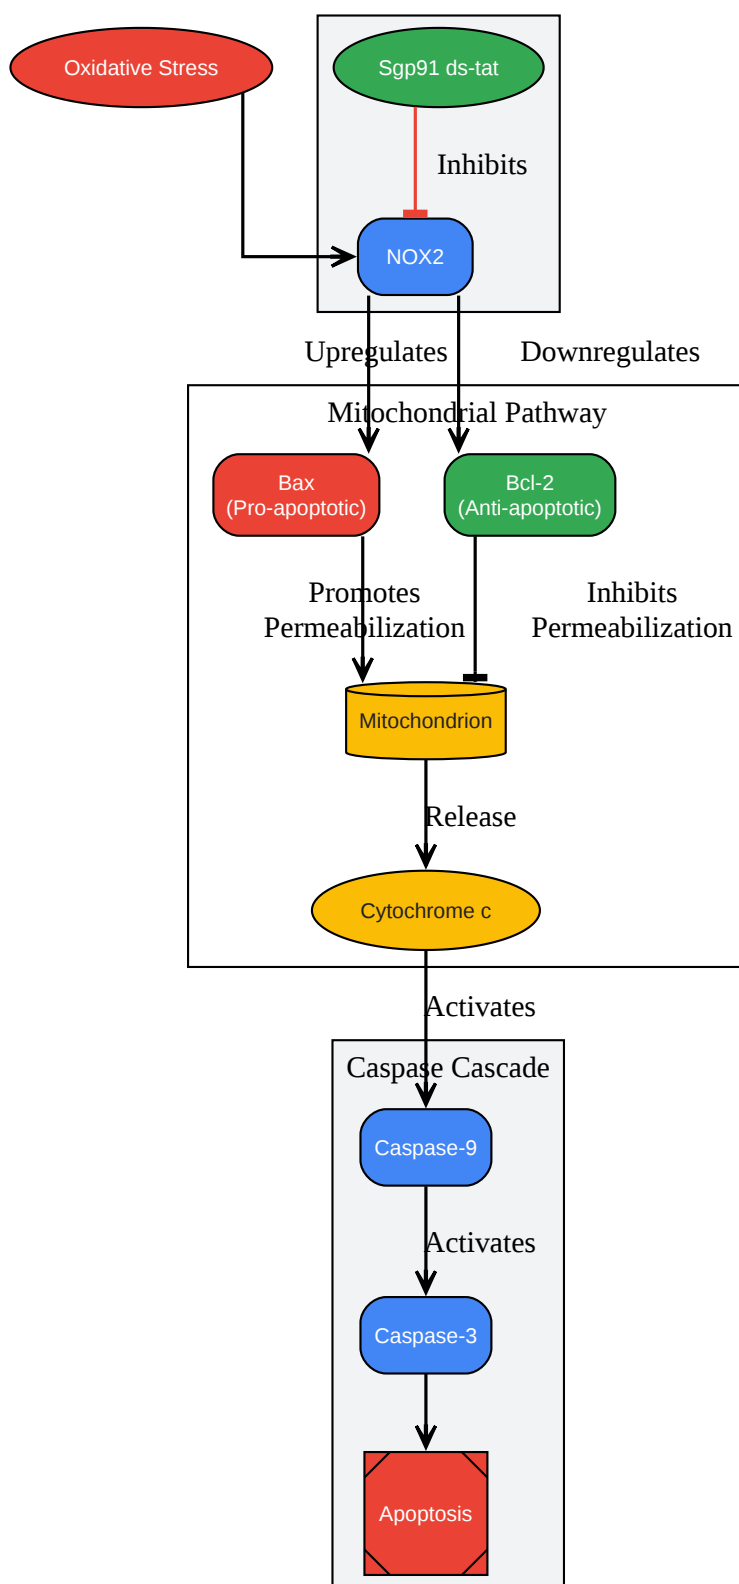 Oxidative Stress
Sgp91 ds-tat
Inhibits
NOX2
Upregulates
Downregulates
Mitochondrial Pathway
Bax
(Pro-apoptotic)
Bcl-2
(Anti-apoptotic)
Promotes
Permeabilization
Inhibits
Permeabilization
Mitochondrion
Release
Cytochrome c
Activates
Caspase Cascade
Caspase-9
Activates
Caspase-3
Apoptosis